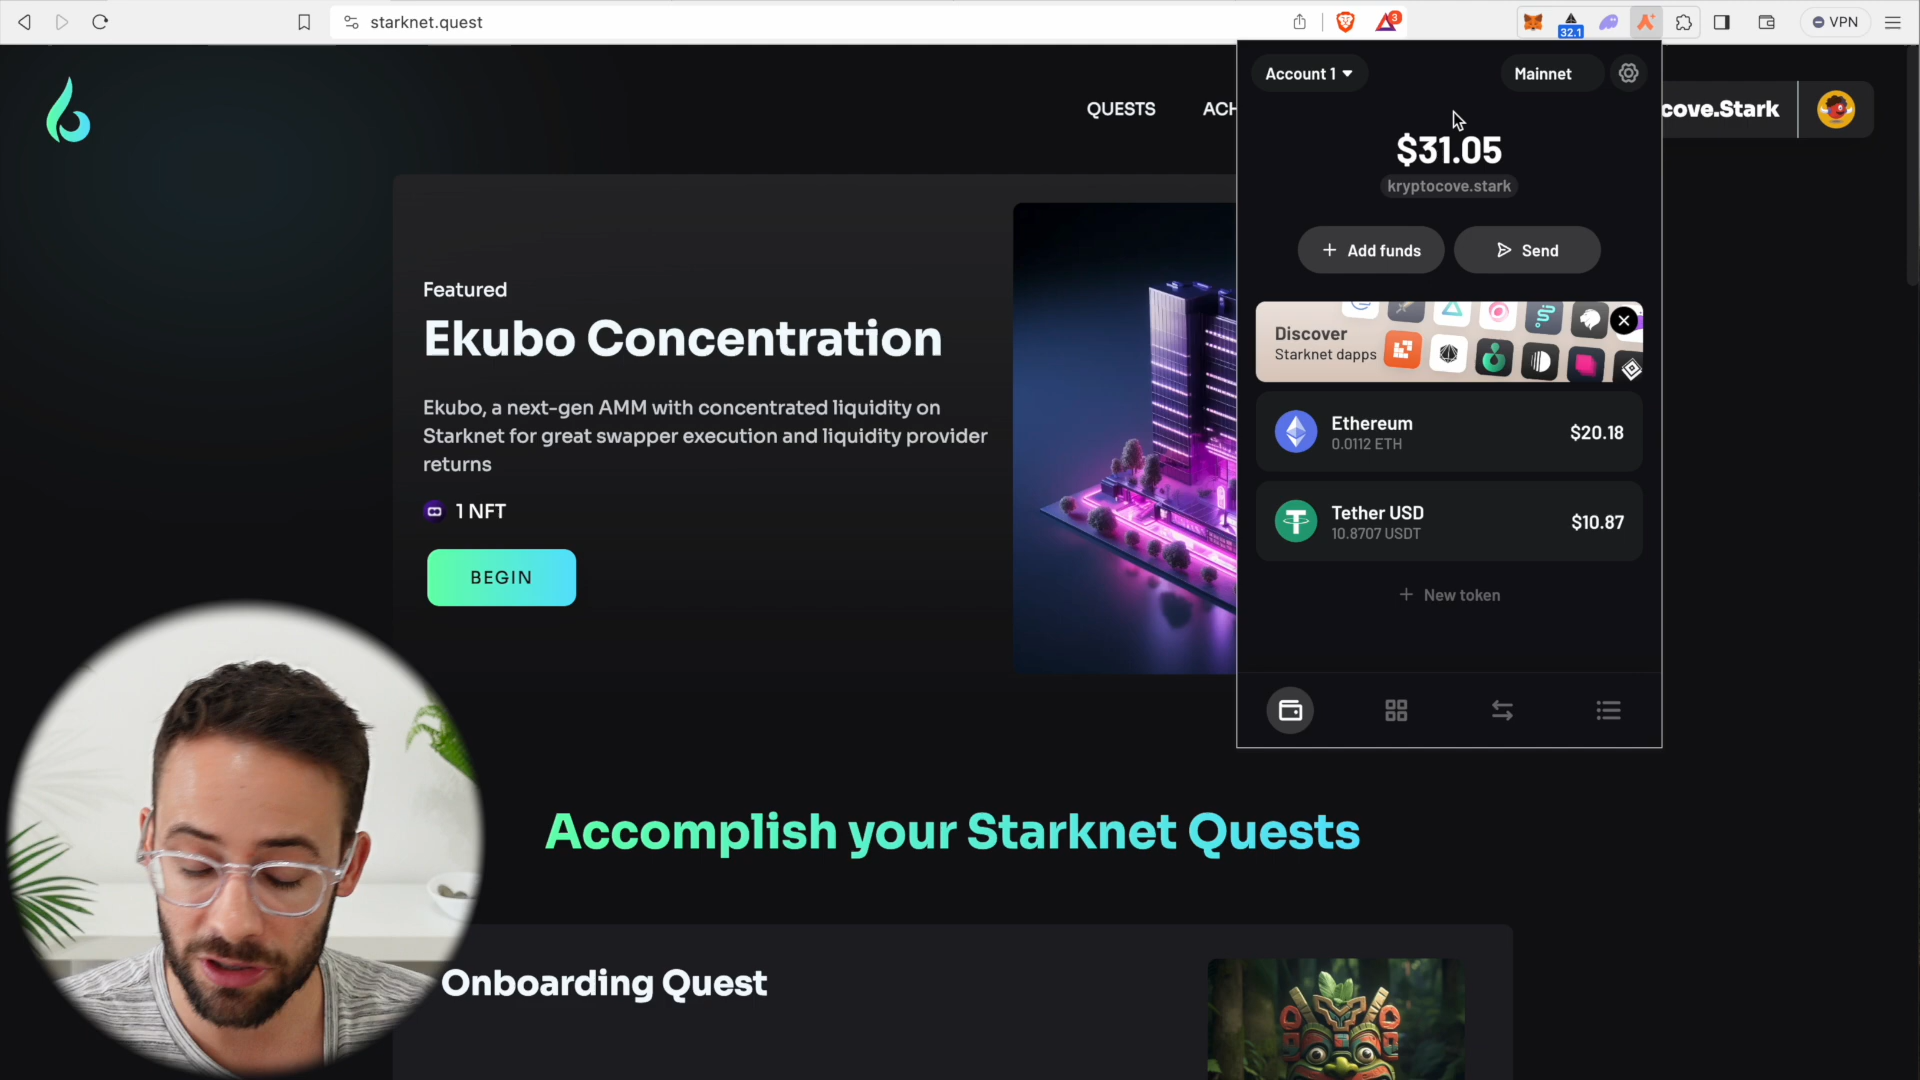 starknet.quest
3
32.1
VPN
QUESTS
ACH
cove.Stark
Account 1
Mainnet
$31.05
kryptocove.stark
Add funds
Send
Discover
Starknet dapps
Ethereum
0.0112 ETH
$20.18
Tether USD
10.8707 USDT
$10.87
New token
Featured
Ekubo Concentration
Ekubo, a next-gen AMM with concentrated liquidity on
Starknet for great swapper execution and liquidity provider
returns
1 NFT
BEGIN
Accomplish your Starknet Quests
Onboarding Quest